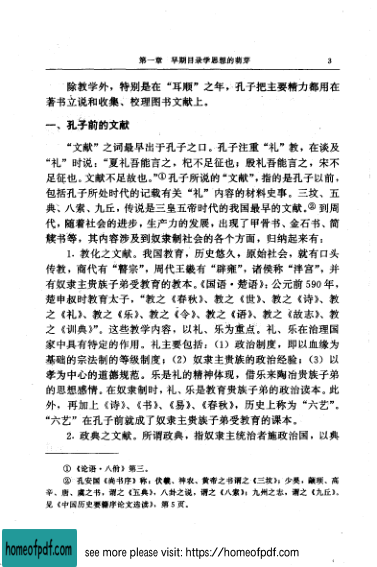 第一章 早期目录学思想的萌芽 3
除教学外，特别是在“耳顺”之年，孔子把主要精力都用在
著书立说和收集、校理图书文献上。
一、孔子前的文献
“文献”之词最早出于孔子之口。孔子注重“礼”教，在谈及
“礼”时说：“夏礼吾能言之，杞不足征也；殷礼吾能言之，宋不
足征也。文献不足故也。”①孔子所说的“文献”，指的是孔子以前，
包括孔子所处时代的记载有关“礼”内容的材料史事。三坟、五
典、八索、九丘，传说是三皇五帝时代的我国最早的文献。②到周
代，随着社会的进步，生产力的发展，出现了甲骨书、金石书、简
牍书等，其内容涉及到奴隶制社会的各个方面，归纳起来有：
1．教化之文献。我国教育，历史悠久，原始社会，就有口头
传教，商代有“瞽宗”，周代王畿有“辟雍”，诸侯称“泮宫”，并
有奴隶主贵族子弟受教育的教本。《国语·楚语》：公元前590年，
楚申叔时教育太子，“教之《春秋》、教之《世》、教之《诗》、教
之《礼》、教之《乐》、教之《令》、教之《语》、教之《故志》、教
之《训典》”。这些教学内容，以礼、乐为重点。礼、乐在治理国
家中具有特定的作用。礼主要包括：（1）政治制度，即以血缘为
基础的宗法制的等级制度；（2）奴隶主贵族的政治经验；（3）以
孝为中心的道德规范。乐是礼的精神体现，借乐来陶冶贵族子弟
的思想感情。在奴隶制时，礼、乐是教育贵族子弟的政治读本。此
外，再加上《诗》、《书》、《易》、《春秋》，历史上称为“六艺”。
“六艺”在孔子前就成了奴隶主贵族子弟受教育的课本。
2．政典之文献。所谓政典，指奴隶主统治者施政治国，以典
①《论语·八佾》第三。
② 孔安国《尚书序》称：伏羲、神农、黄帝之书谓之《三坟》；少昊，颛顼、高
辛、唐、虞之书，谓之《五典》，八卦之说，谓之《八索》；九州之志，谓之《九丘》。
见《中国历史要籍序论文选读》，第5页。
homeofpdf.com
see more please visit: https://homeofpdf.com